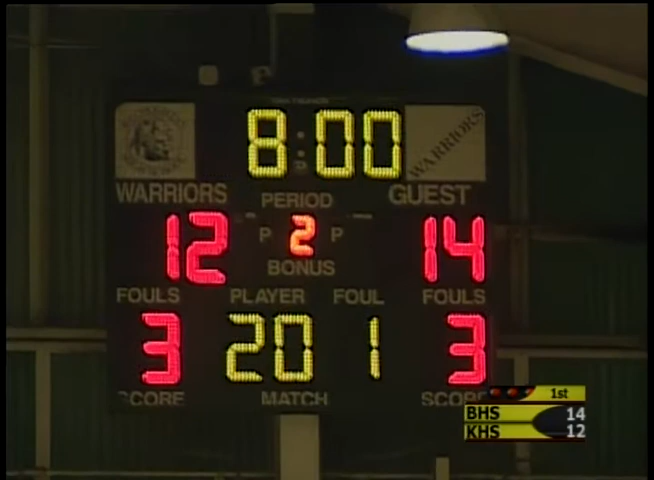 8:00
WARRIORS
WARRIORS PERIOD GUEST
12 P 2 P 14
BONUS
FOULS PLAYER FOUL FOULS
3 20 1 3
SCORE MATCH SCORE
1st
BHS 14
KHS 12